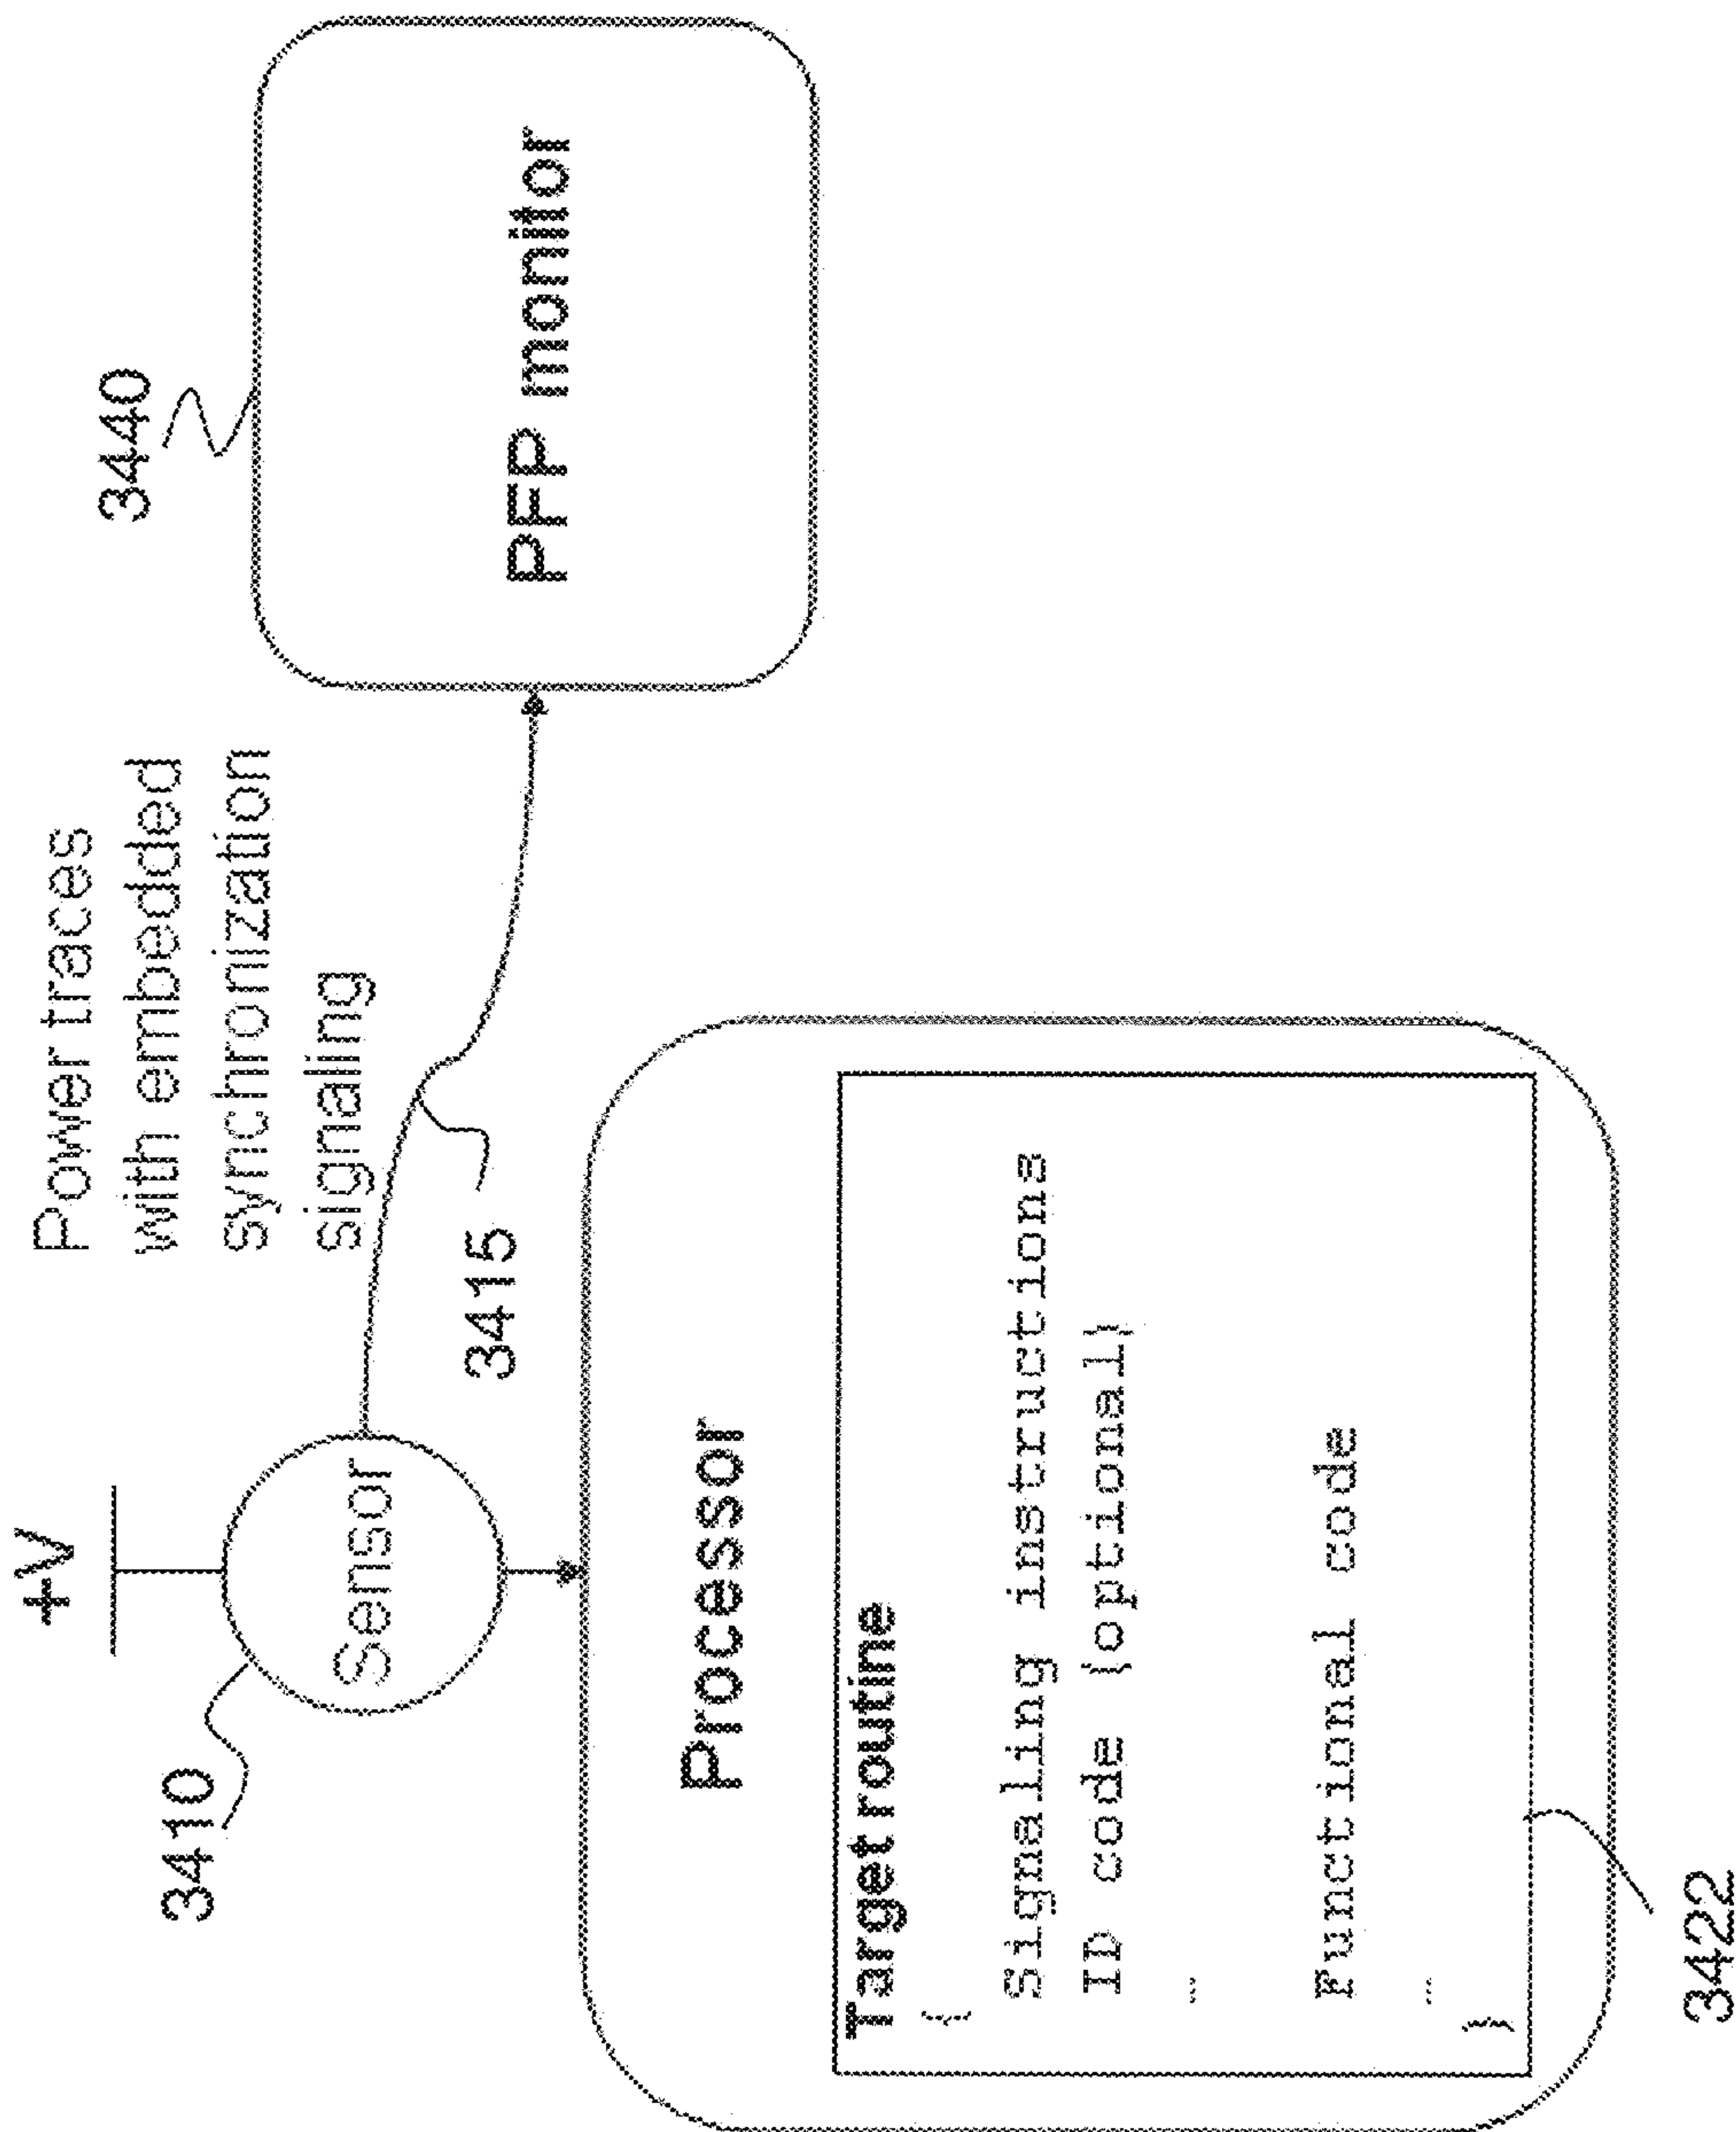 +V
3410
Sensor
Power traces
with embedded
synchronization
signaling
3440
3415
PFP monitor
Processor
Target routine
{
Signaling instructions
ID code (optional)
...
Functional code
...
}
3422